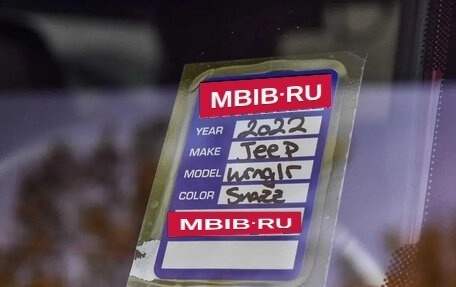 MBIB·RU
YEAR 2022
MAKE Jeep
MODEL wrnglr
COLOR Snazz
MBIB·RU